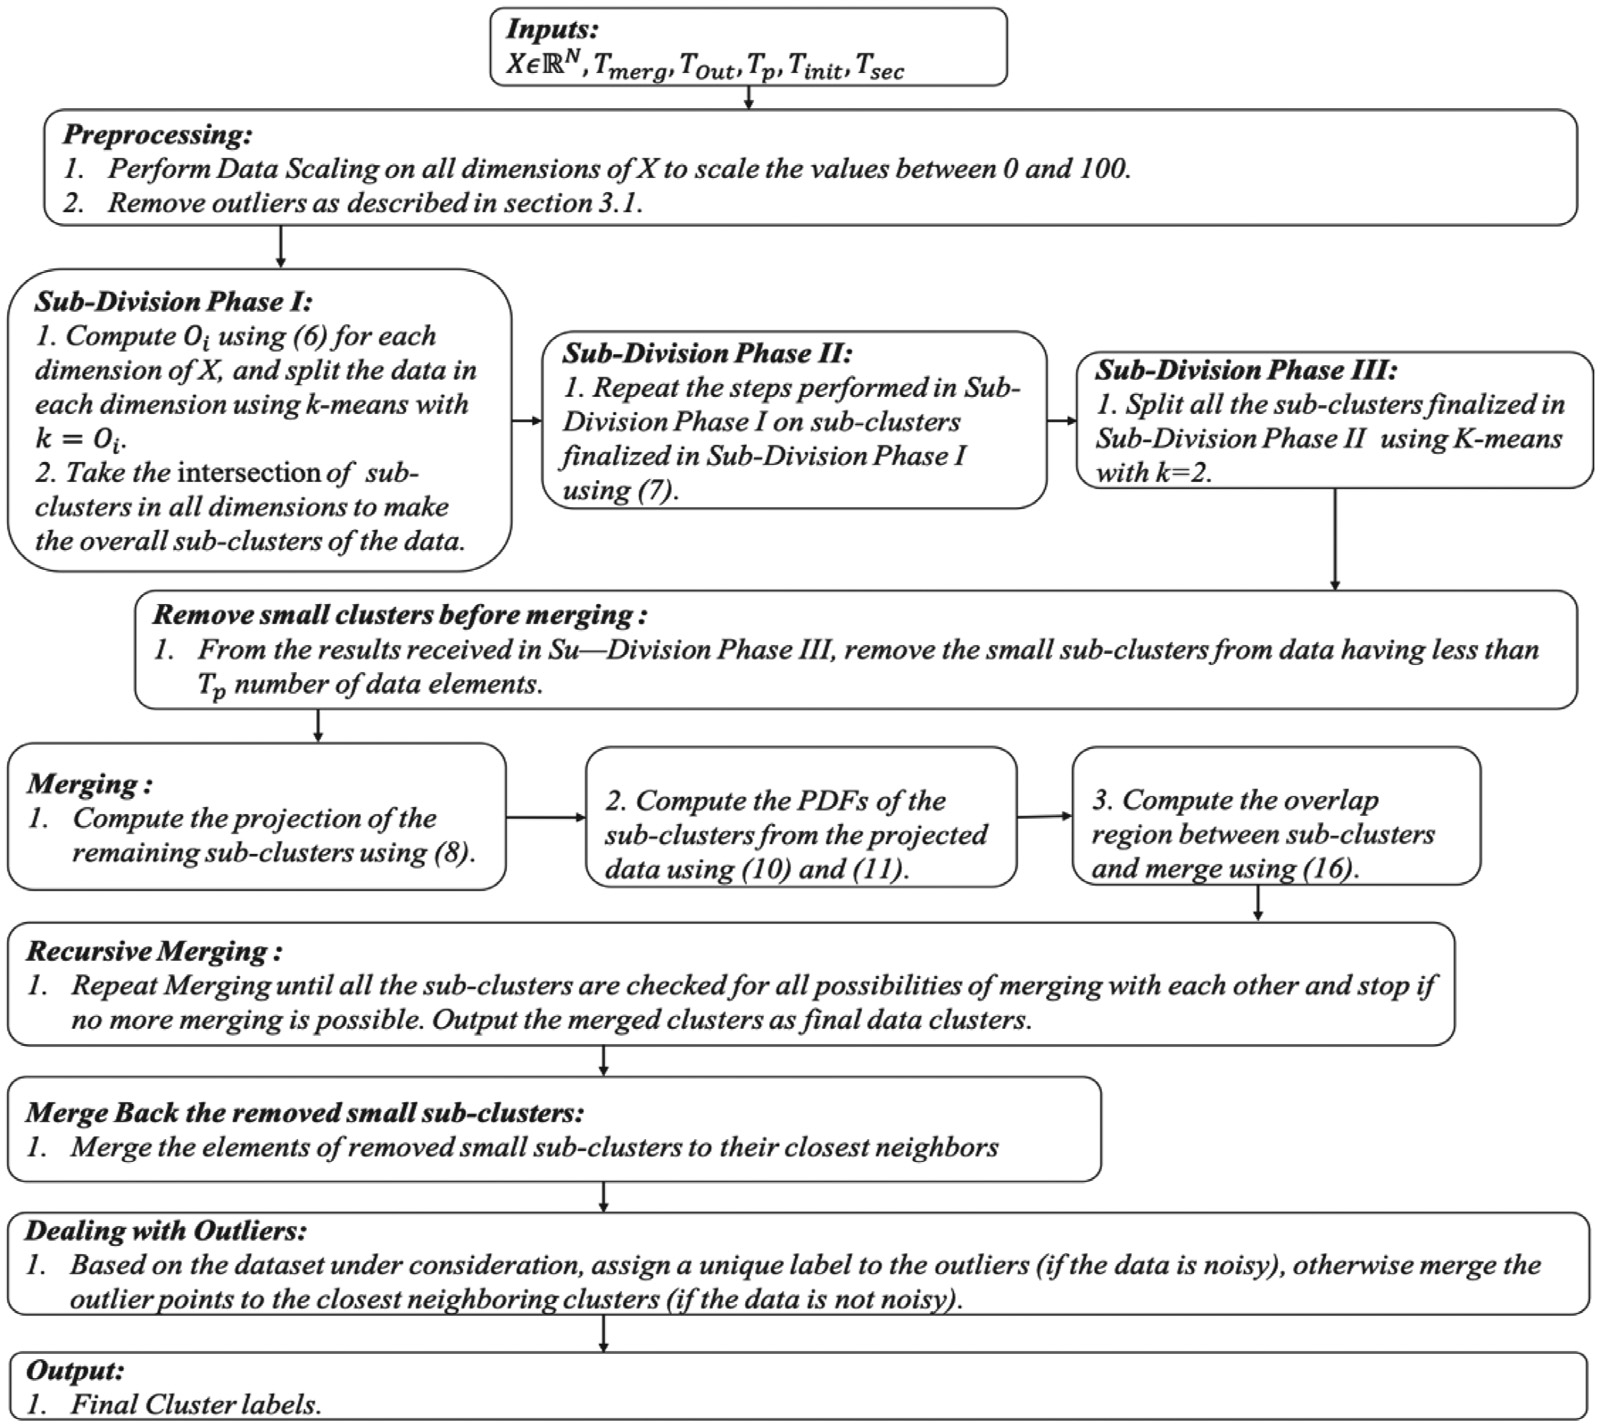 Inputs:
Xϵℝᴺ, T_merg, T_Out, T_p, T_init, T_sec
Preprocessing:
1. Perform Data Scaling on all dimensions of X to scale the values between 0 and 100.
2. Remove outliers as described in section 3.1.
Sub-Division Phase I:
1. Compute O_i using (6) for each
dimension of X, and split the data in
each dimension using k-means with
k = O_i.
2. Take the intersection of sub-
clusters in all dimensions to make
the overall sub-clusters of the data.
Sub-Division Phase II:
1. Repeat the steps performed in Sub-
Division Phase I on sub-clusters
finalized in Sub-Division Phase I
using (7).
Sub-Division Phase III:
1. Split all the sub-clusters finalized in
Sub-Division Phase II using K-means
with k=2.
Remove small clusters before merging :
1. From the results received in Su—Division Phase III, remove the small sub-clusters from data having less than
T_p number of data elements.
Merging :
1. Compute the projection of the
remaining sub-clusters using (8).
2. Compute the PDFs of the
sub-clusters from the projected
data using (10) and (11).
3. Compute the overlap
region between sub-clusters
and merge using (16).
Recursive Merging :
1. Repeat Merging until all the sub-clusters are checked for all possibilities of merging with each other and stop if
no more merging is possible. Output the merged clusters as final data clusters.
Merge Back the removed small sub-clusters:
1. Merge the elements of removed small sub-clusters to their closest neighbors
Dealing with Outliers:
1. Based on the dataset under consideration, assign a unique label to the outliers (if the data is noisy), otherwise merge the
outlier points to the closest neighboring clusters (if the data is not noisy).
Output:
1. Final Cluster labels.